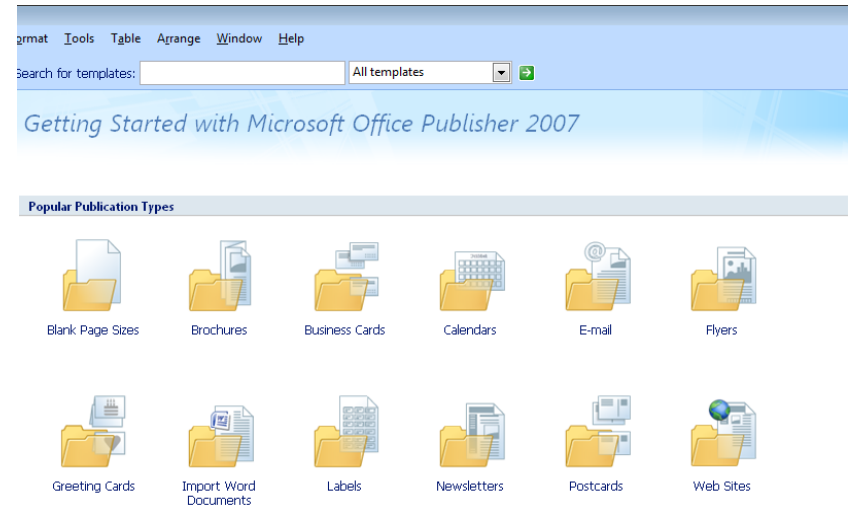 ormat Tools Table Arrange Window Help
Search for templates: All templates
Getting Started with Microsoft Office Publisher 2007
Popular Publication Types
Blank Page Sizes Brochures Business Cards Calendars E-mail Flyers
Greeting Cards Import Word Documents Labels Newsletters Postcards Web Sites